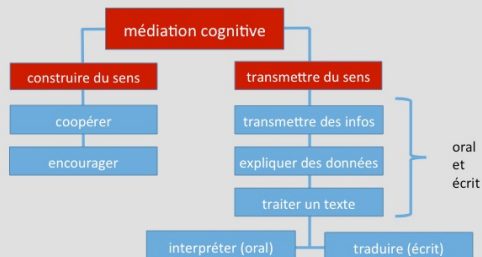 médiation cognitive
construire du sens
transmettre du sens
coopérer
transmettre des infos
encourager
expliquer des données
traiter un texte
oral
et
écrit
interpréter (oral)
traduire (écrit)